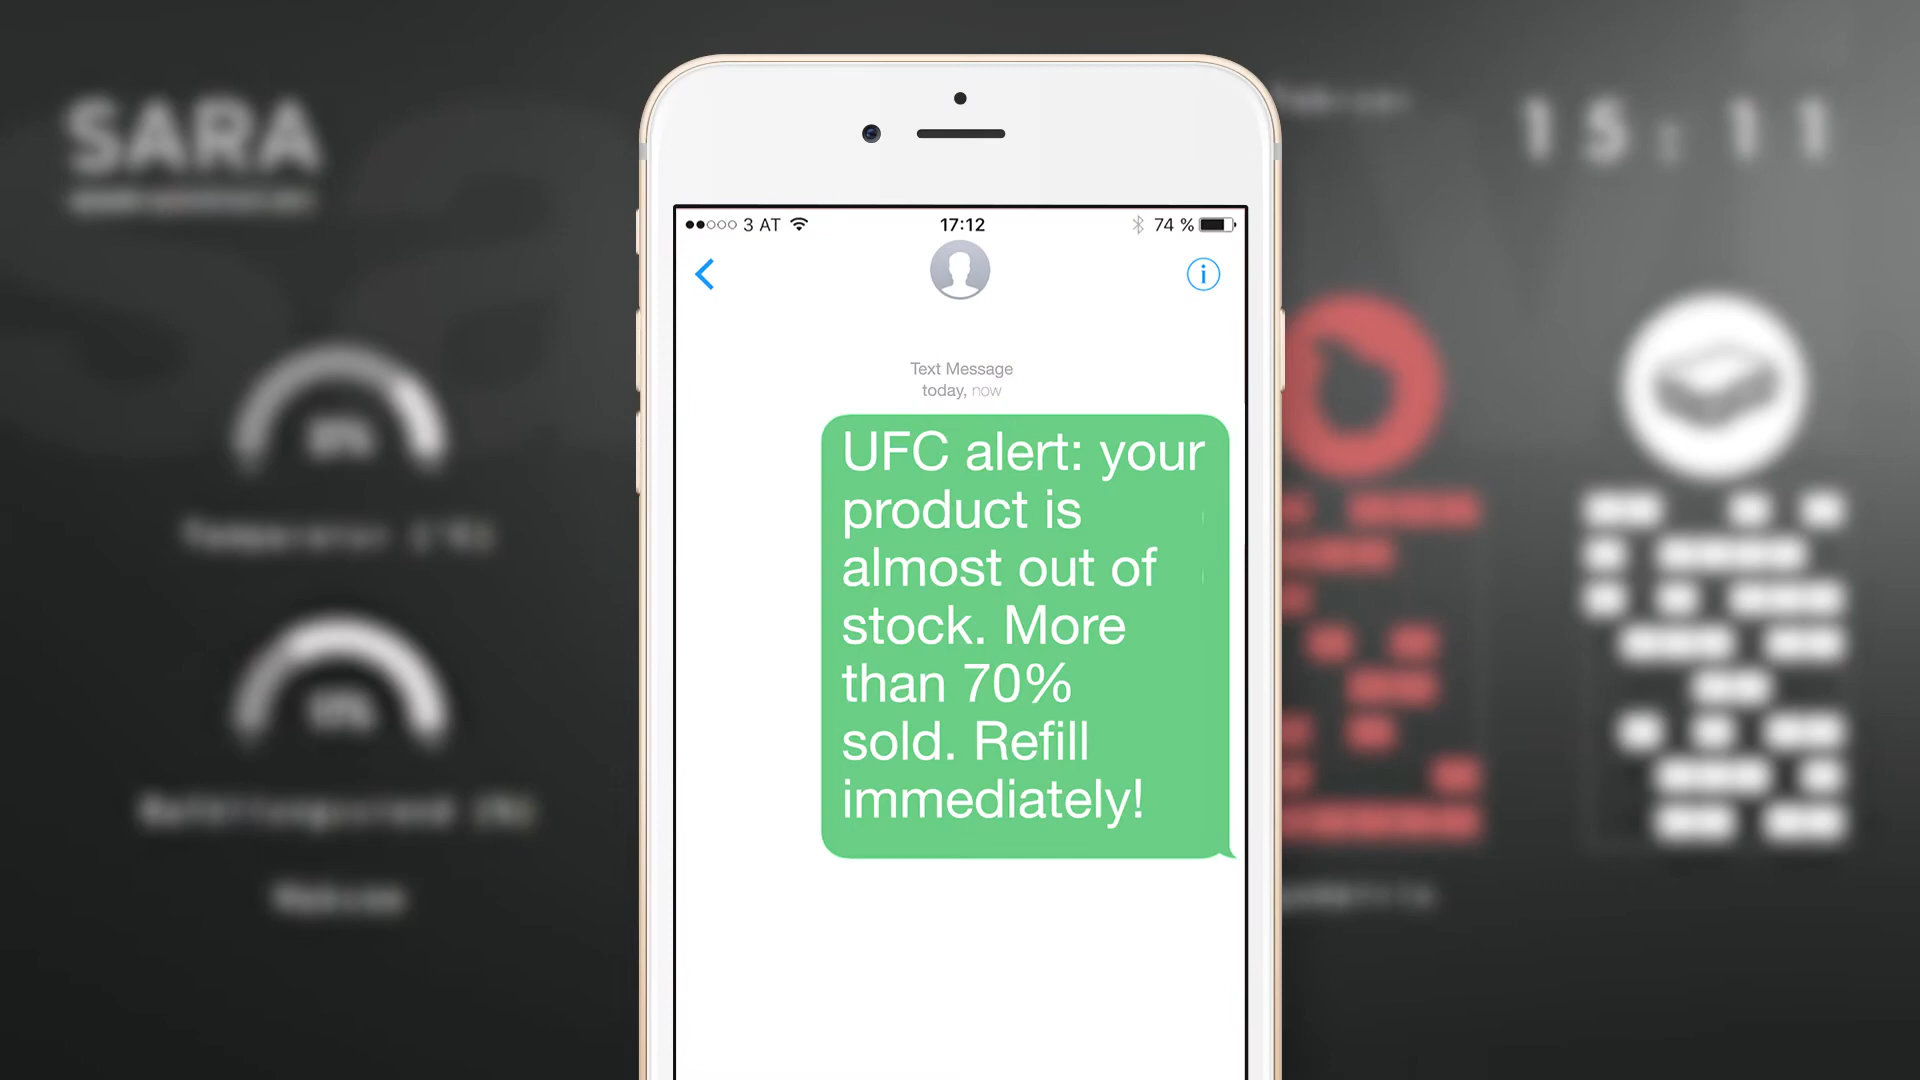 SARA
15:11
3 AT
17:12
74 %
Text Message
today, now
UFC alert: your
product is
almost out of
stock. More
than 70%
sold. Refill
immediately!